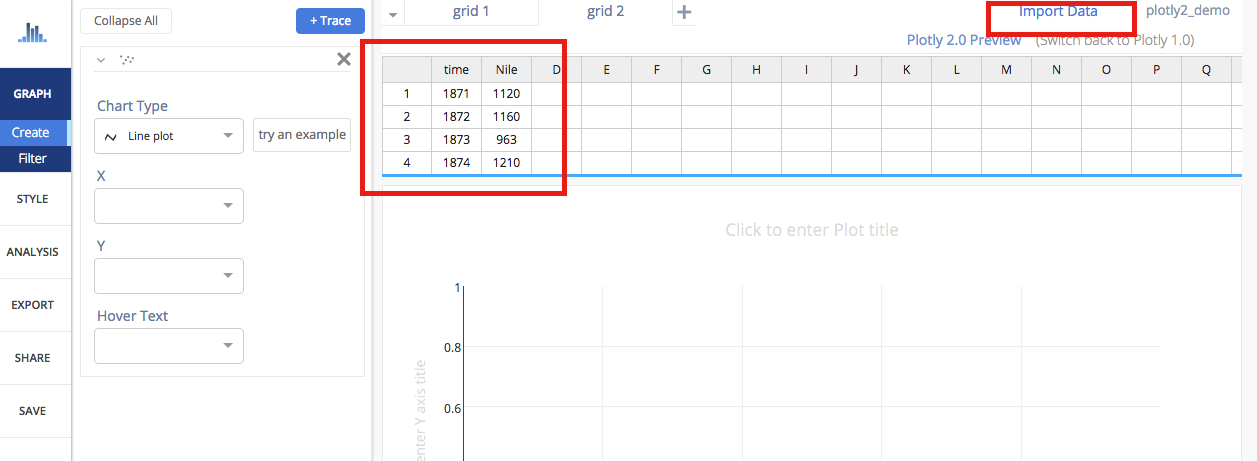 Collapse All
+ Trace
Chart Type
Line plot
try an example
X
Y
Hover Text
GRAPH
Create
Filter
STYLE
ANALYSIS
EXPORT
SHARE
SAVE
grid 1 grid 2 +
Import Data plotly2_demo
Plotly 2.0 Preview (Switch back to Plotly 1.0)
time Nile D E F G H I J K L M N O P Q
1 1871 1120
2 1872 1160
3 1873 963
4 1874 1210
Click to enter Plot title
1
0.8
0.6
enter Y axis title